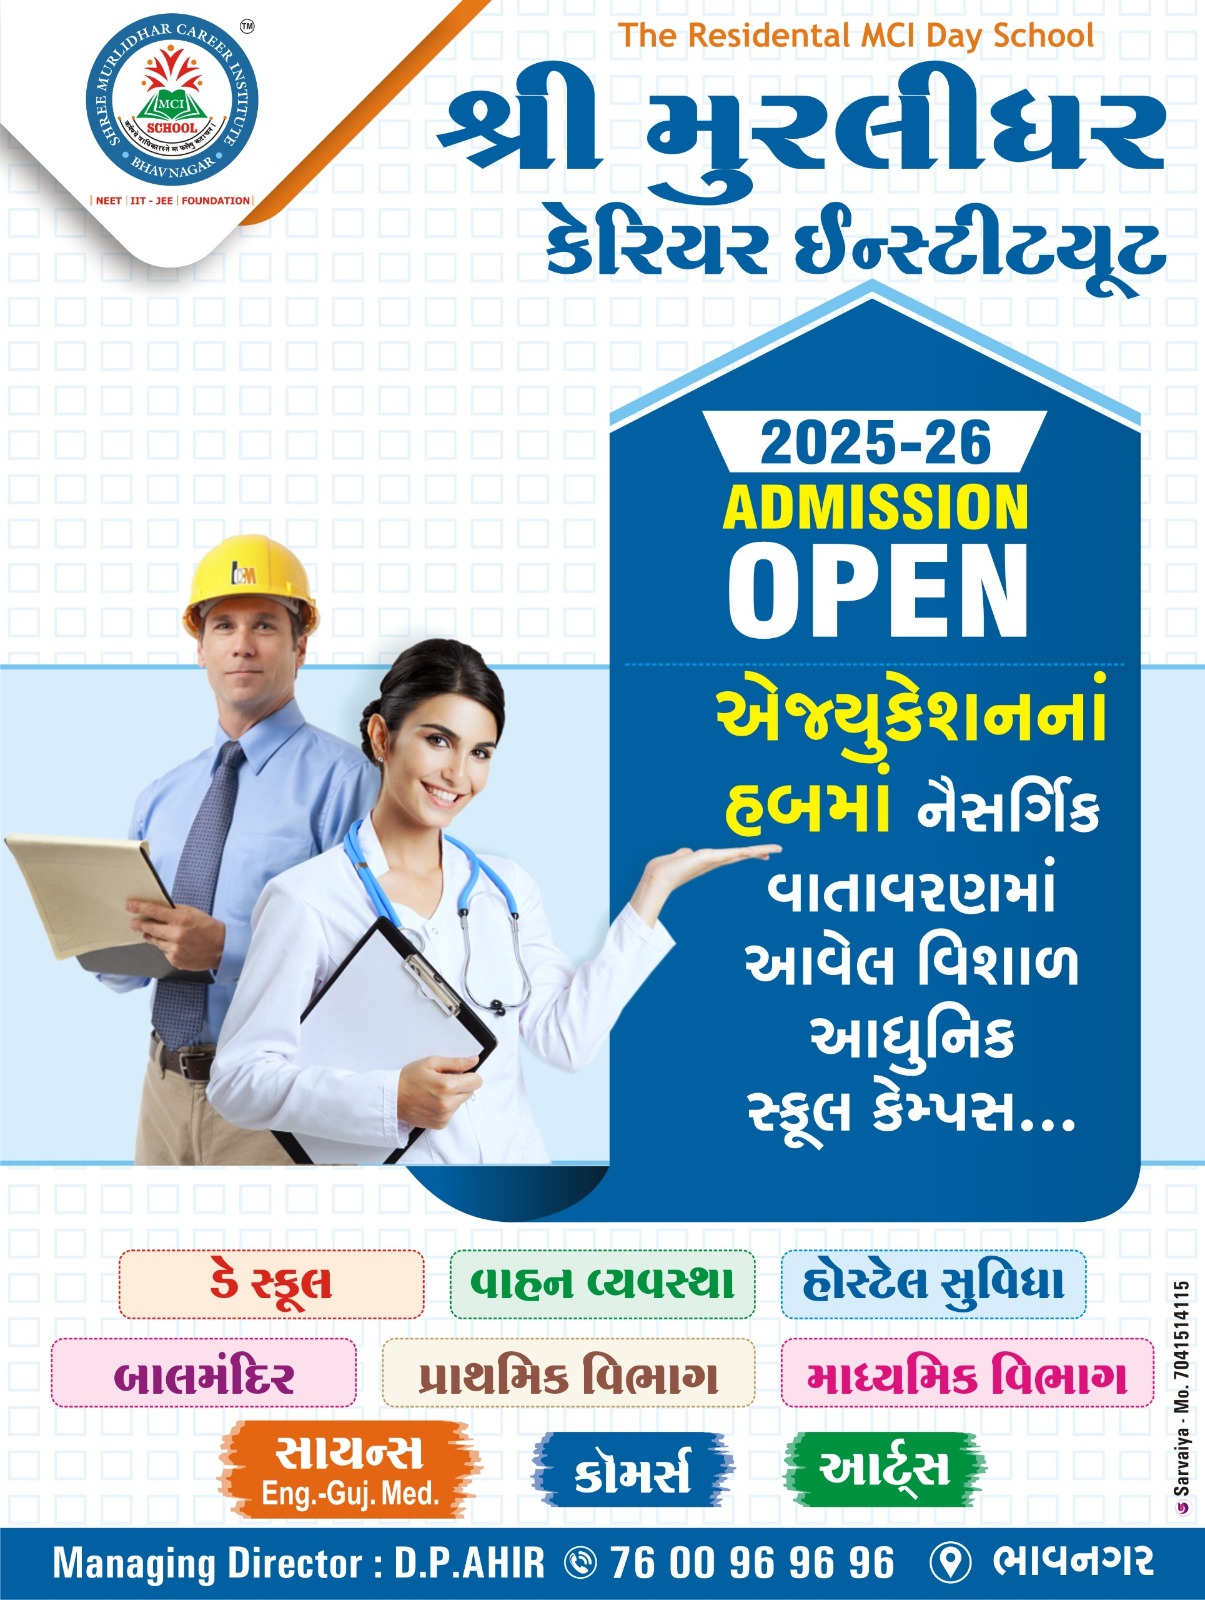 SHREE MURLIDHAR CAREER INSTITUTE
TM
MCI
SCHOOL
BHAVNAGAR
| NEET | IIT - JEE | FOUNDATION |
The Residental MCI Day School
શ્રી મુરલીધર
કેરિયર ઈન્સ્ટીટયૂટ
2025-26
ADMISSION
OPEN
એજ્યુકેશનનાં
હબમાં નૈસર્ગિક
વાતાવરણમાં
આવેલ વિશાળ
આધુનિક
સ્કૂલ કેમ્પસ...
ડે સ્કૂલ
વાહન વ્યવસ્થા
હોસ્ટેલ સુવિધા
બાલમંદિર
પ્રાથમિક વિભાગ
માધ્યમિક વિભાગ
સાયન્સ
Eng.-Guj. Med.
કૉમર્સ
આર્ટ્સ
Sarvaiya - Mo. 7041514115
Managing Director : D.P.AHIR 76 00 96 96 96 ભાવનગર